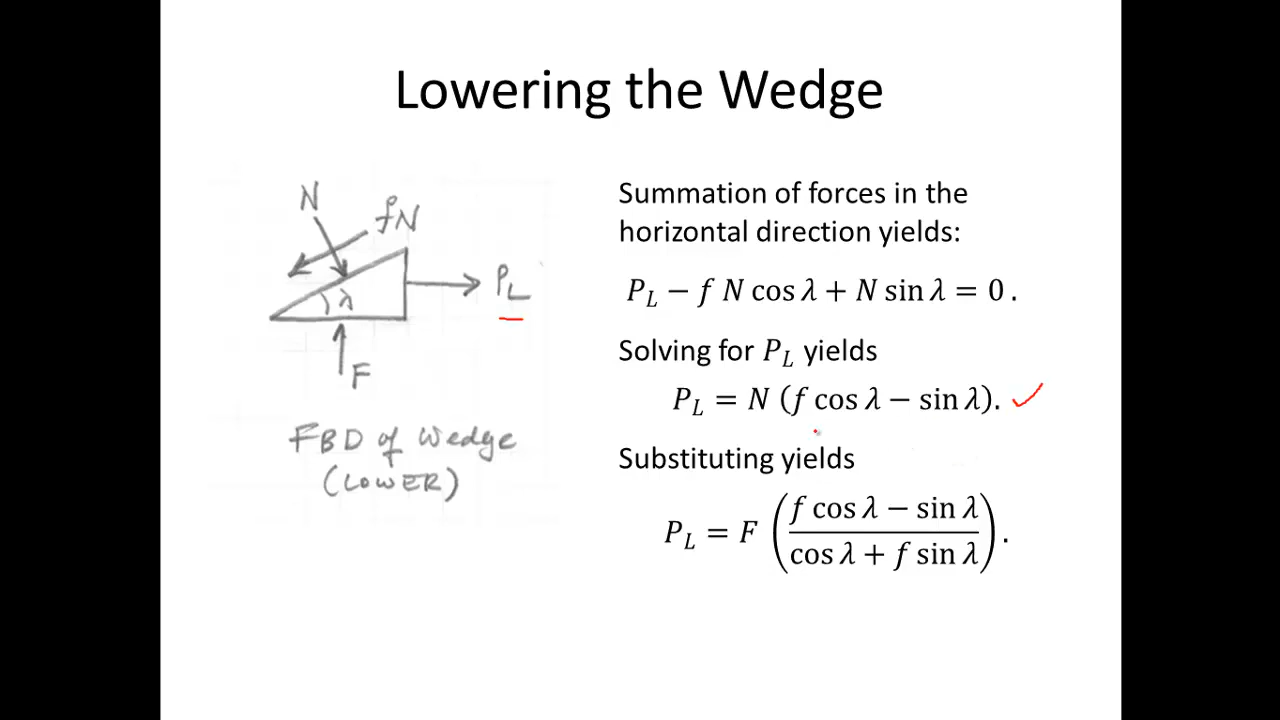 Lowering the Wedge
N
fN
P_L
λ
F
FBD of Wedge
(LOWER)
Summation of forces in the
horizontal direction yields:
P_L − f N cos λ + N sin λ = 0 .
Solving for P_L yields
P_L = N (f cos λ − sin λ). ✓
Substituting yields
P_L = F ( (f cos λ − sin λ) / (cos λ + f sin λ) ) .